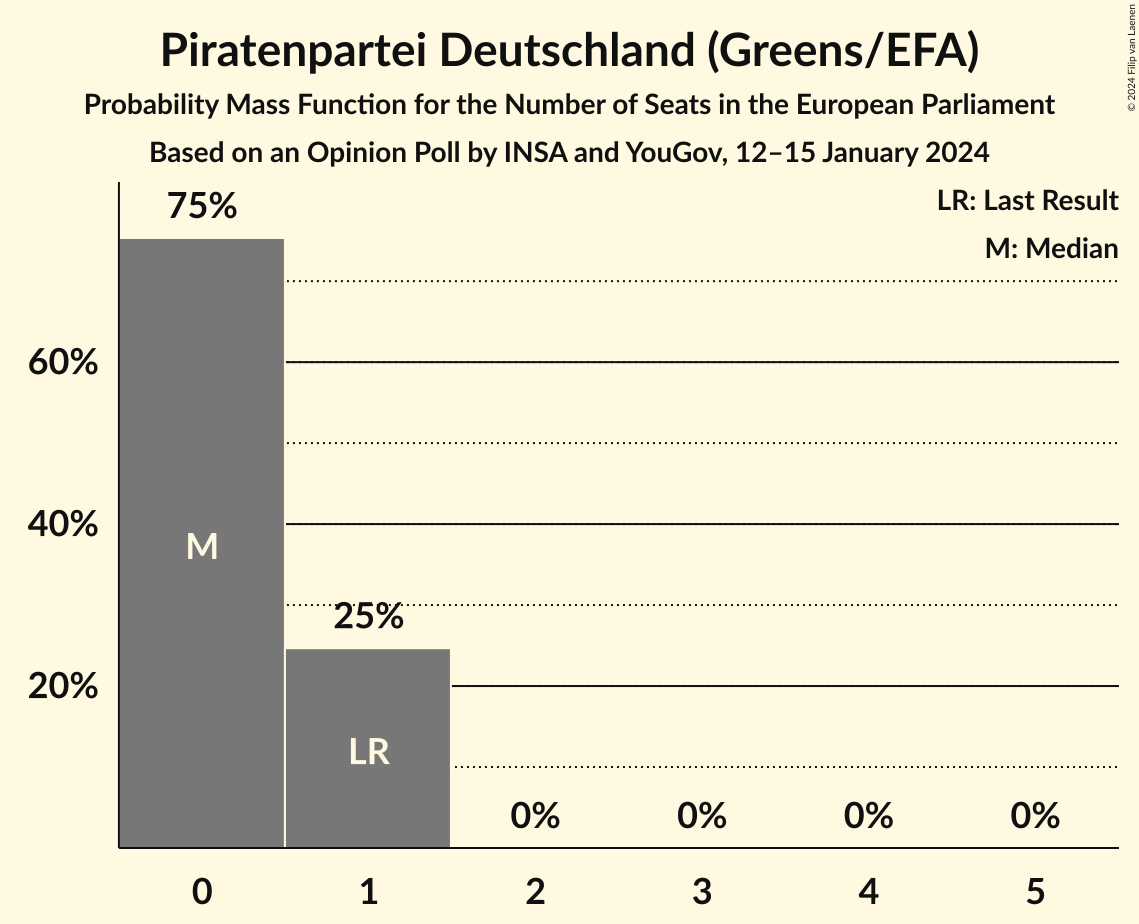 Piratenpartei Deutschland (Greens/EFA)
Probability Mass Function for the Number of Seats in the European Parliament
Based on an Opinion Poll by INSA and YouGov, 12–15 January 2024
© 2024 Filip van Laenen
LR: Last Result
M: Median
75%
60%
40%
M
25%
20%
LR
0% 0% 0% 0%
0 1 2 3 4 5